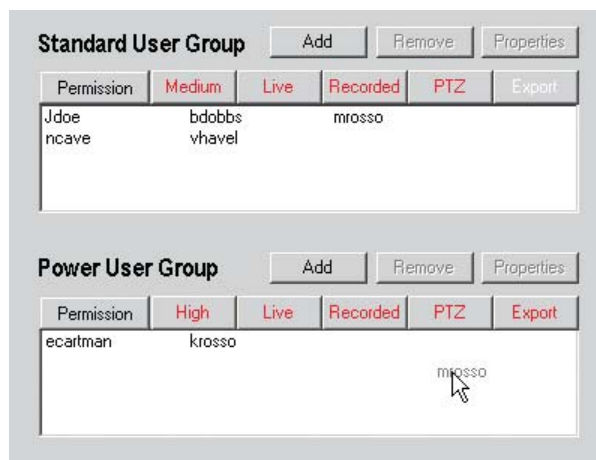 Standard User Group Add Remove Properties
Permission Medium Live Recorded PTZ Export
Jdoe bdobbs mrosso
ncave vhavel
Power User Group Add Remove Properties
Permission High Live Recorded PTZ Export
ecartman krosso
mrosso